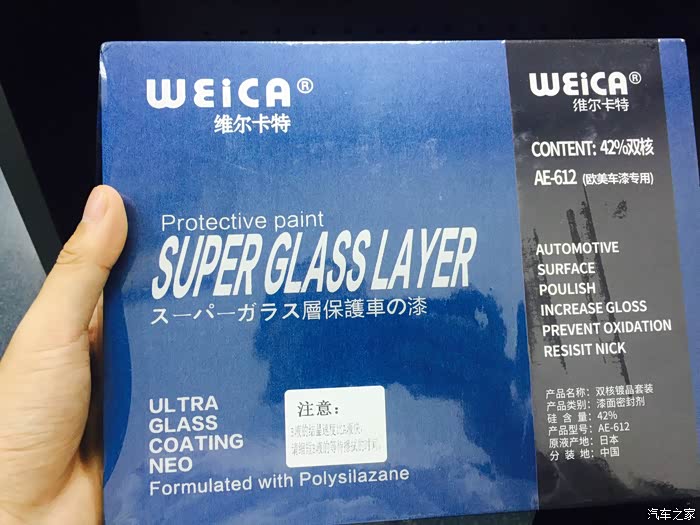 WEiCA®
维尔卡特
Protective paint
SUPER GLASS LAYER
スーパーガラス層保護車の漆
ULTRA
GLASS
COATING
NEO
Formulated with Polysilazane
注意：
WEiCA®
维尔卡特
CONTENT: 42%双核
AE-612 (欧美车漆专用)
AUTOMOTIVE
SURFACE
POULISH
INCREASE GLOSS
PREVENT OXIDATION
RESISIT NICK
产品名称: 双核镀晶套装
产品类别: 漆面密封剂
硅 含 量: 42%
产品型号: AE-612
原液产地: 日本
分 装 地: 中国
汽车之家